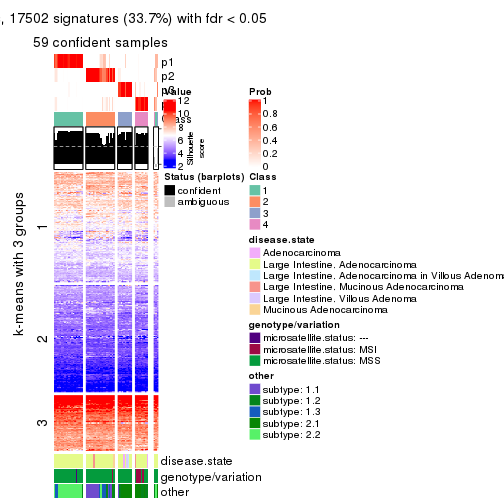 , 17502 signatures (33.7%) with fdr < 0.05
59 confident samples
p1
p2
Value
12
10
8
6
4
2
Silhouette
score
Prob
1
0.8
0.6
0.4
0.2
0
Status (barplots)
confident
ambiguous
Class
1
2
3
4
k-means with 3 groups
1
2
3
disease.state
Adenocarcinoma
Large Intestine. Adenocarcinoma
Large Intestine. Adenocarcinoma in Villous Adenom
Large Intestine. Mucinous Adenocarcinoma
Large Intestine. Villous Adenoma
Mucinous Adenocarcinoma
genotype/variation
microsatellite.status: ---
microsatellite.status: MSI
microsatellite.status: MSS
other
subtype: 1.1
subtype: 1.2
subtype: 1.3
subtype: 2.1
subtype: 2.2
disease.state
genotype/variation
other